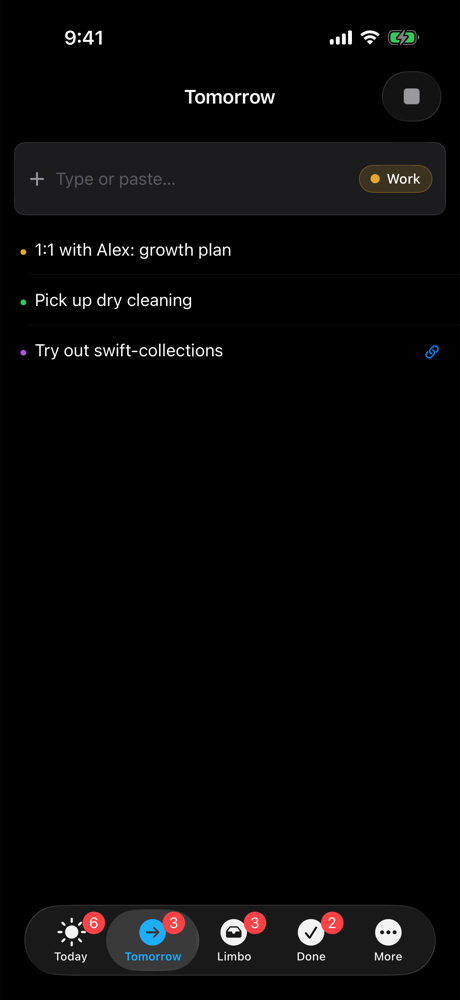 9:41
Tomorrow
Type or paste...
Work
1:1 with Alex: growth plan
Pick up dry cleaning
Try out swift-collections
6
3
3
2
Today
Tomorrow
Limbo
Done
More